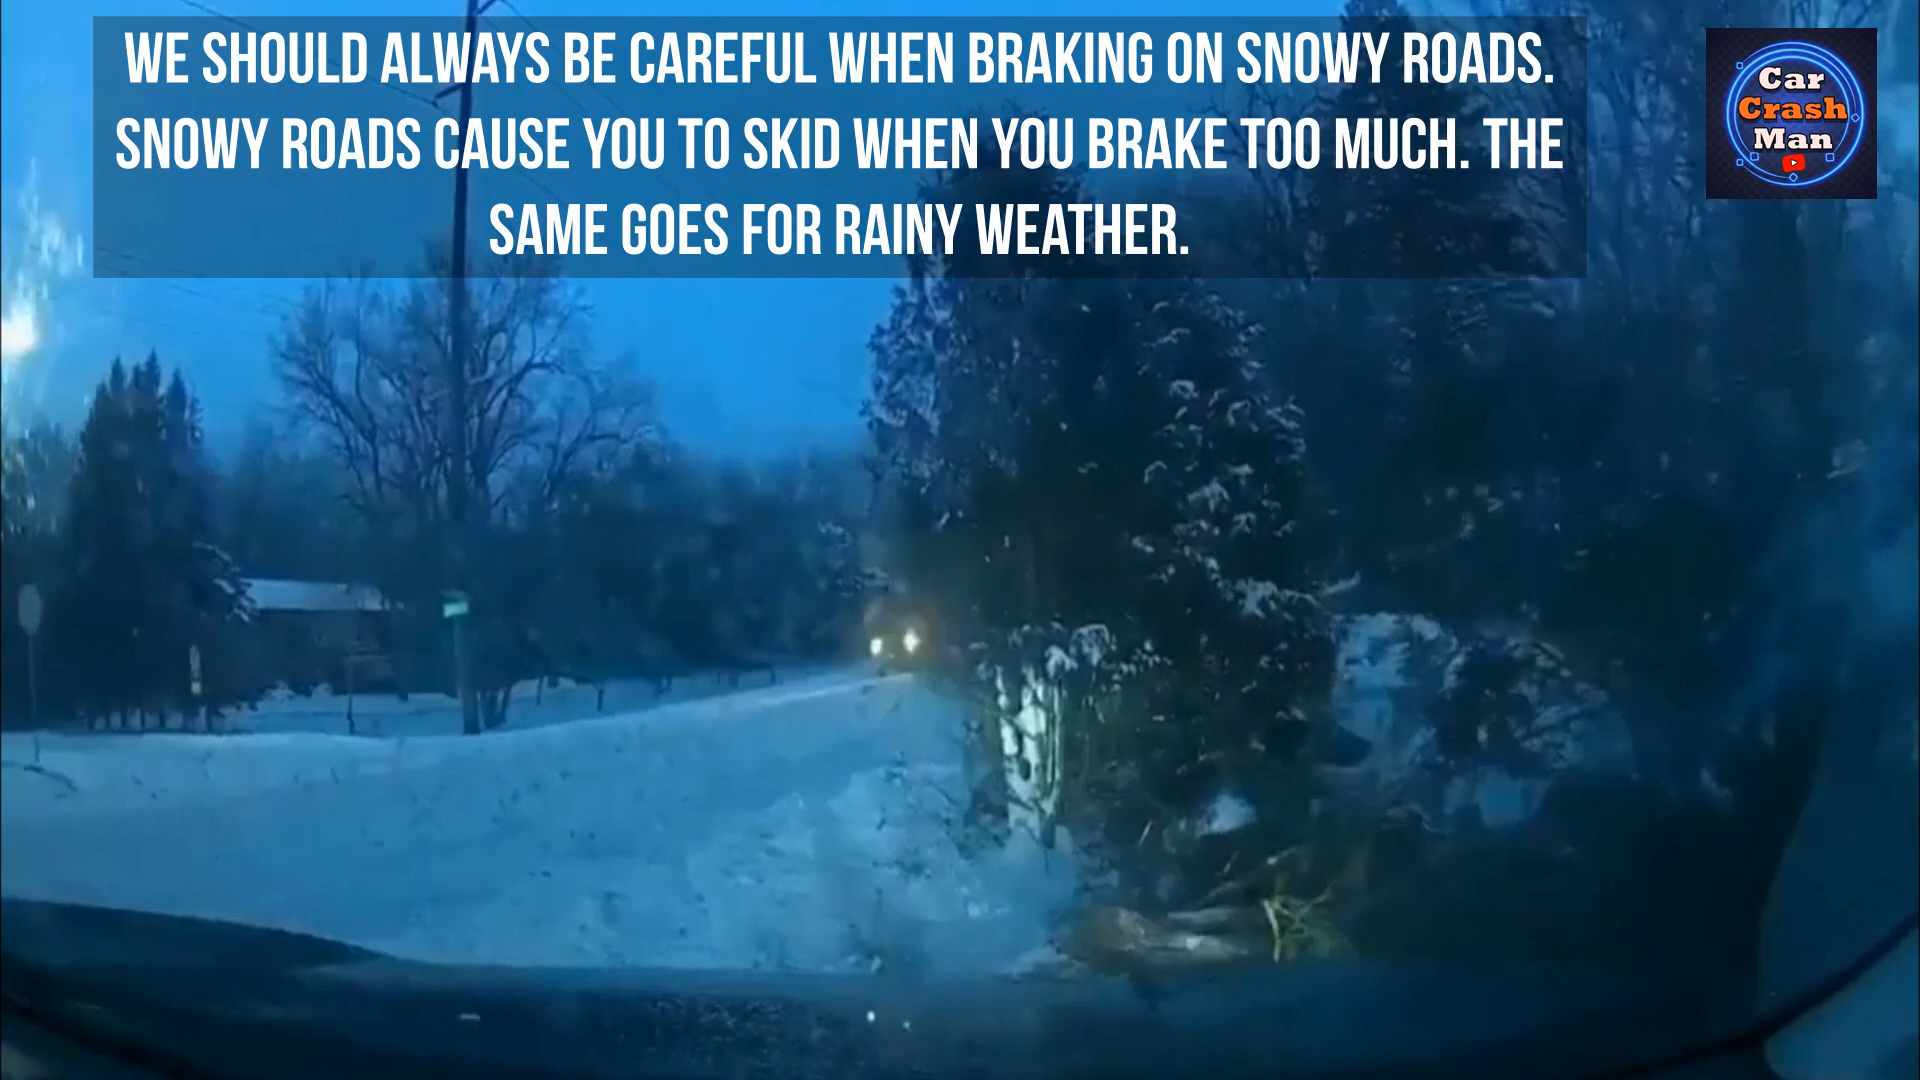 WE SHOULD ALWAYS BE CAREFUL WHEN BRAKING ON SNOWY ROADS.
SNOWY ROADS CAUSE YOU TO SKID WHEN YOU BRAKE TOO MUCH. THE
SAME GOES FOR RAINY WEATHER.
Car
Crash
Man